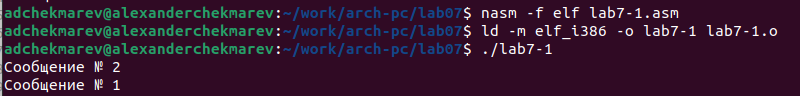 adchekmarev@alexanderchekmarev:~/work/arch-pc/lab07$ nasm -f elf lab7-1.asm
adchekmarev@alexanderchekmarev:~/work/arch-pc/lab07$ ld -m elf_i386 -o lab7-1 lab7-1.o
adchekmarev@alexanderchekmarev:~/work/arch-pc/lab07$ ./lab7-1
Сообщение № 2
Сообщение № 1